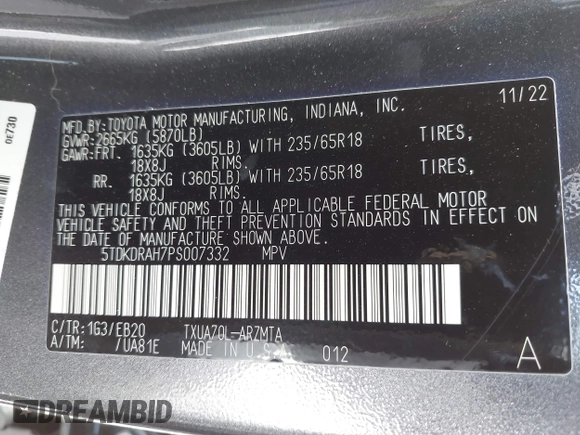 0E730
MFD.BY:TOYOTA MOTOR MANUFACTURING, INDIANA, INC. 11/22
GVWR:2665KG (5870LB)
GAWR:FRT. 1635KG (3605LB) WITH 235/65R18 TIRES,
18X8J RIMS.
RR. 1635KG (3605LB) WITH 235/65R18 TIRES,
18X8J RIMS.
THIS VEHICLE CONFORMS TO ALL APPLICABLE FEDERAL MOTOR
VEHICLE SAFETY AND THEFT PREVENTION STANDARDS IN EFFECT ON
THE DATE OF MANUFACTURE SHOWN ABOVE.
5TDKDRAH7PS007332 MPV
C/TR:1G3/EB20 TXUA70L-AR7MTA
A/TM: /UA81E MADE IN U.S.A. 012 A
DREAMBID